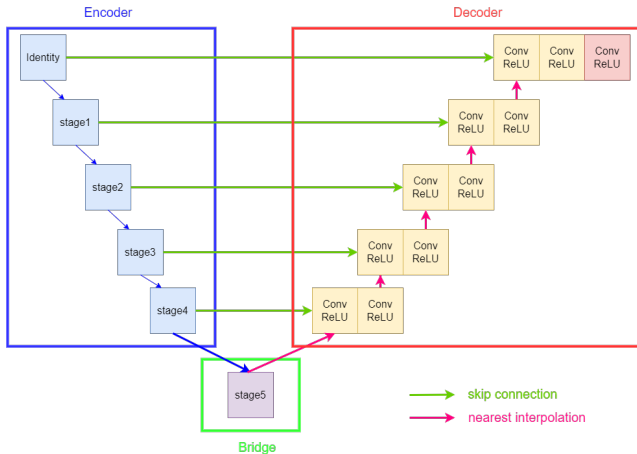 Encoder
Decoder
Identity
Conv
ReLU
Conv
ReLU
Conv
ReLU
stage1
Conv
ReLU
Conv
ReLU
stage2
Conv
ReLU
Conv
ReLU
stage3
Conv
ReLU
Conv
ReLU
stage4
Conv
ReLU
Conv
ReLU
stage5
Bridge
skip connection
nearest interpolation